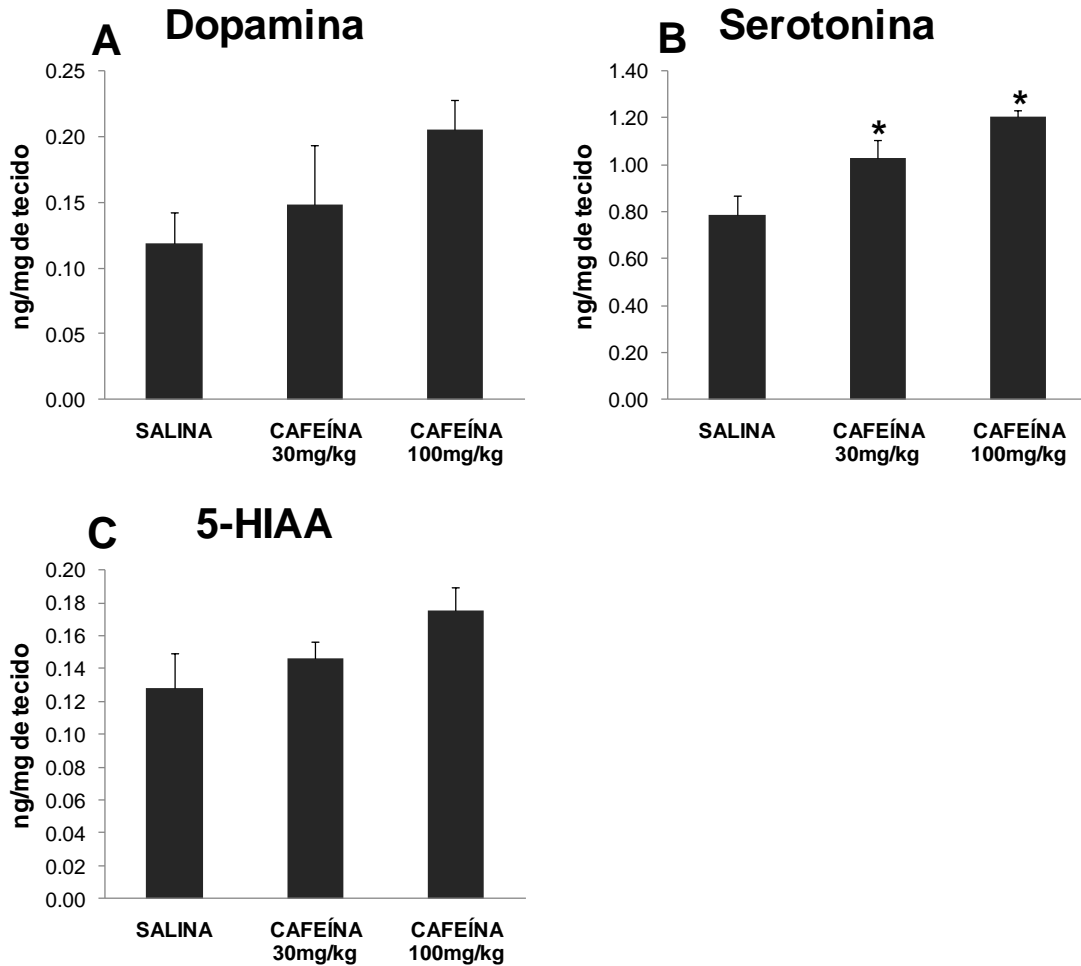 A
Dopamina
ng/mg de tecido
0.25
0.20
0.15
0.10
0.05
0.00
SALINA
CAFEÍNA
30mg/kg
CAFEÍNA
100mg/kg
B
Serotonina
ng/mg de tecido
1.40
1.20
1.00
0.80
0.60
0.40
0.20
0.00
*
*
SALINA
CAFEÍNA
30mg/kg
CAFEÍNA
100mg/kg
C
5-HIAA
ng/mg de tecido
0.20
0.18
0.16
0.14
0.12
0.10
0.08
0.06
0.04
0.02
0.00
SALINA
CAFEÍNA
30mg/kg
CAFEÍNA
100mg/kg